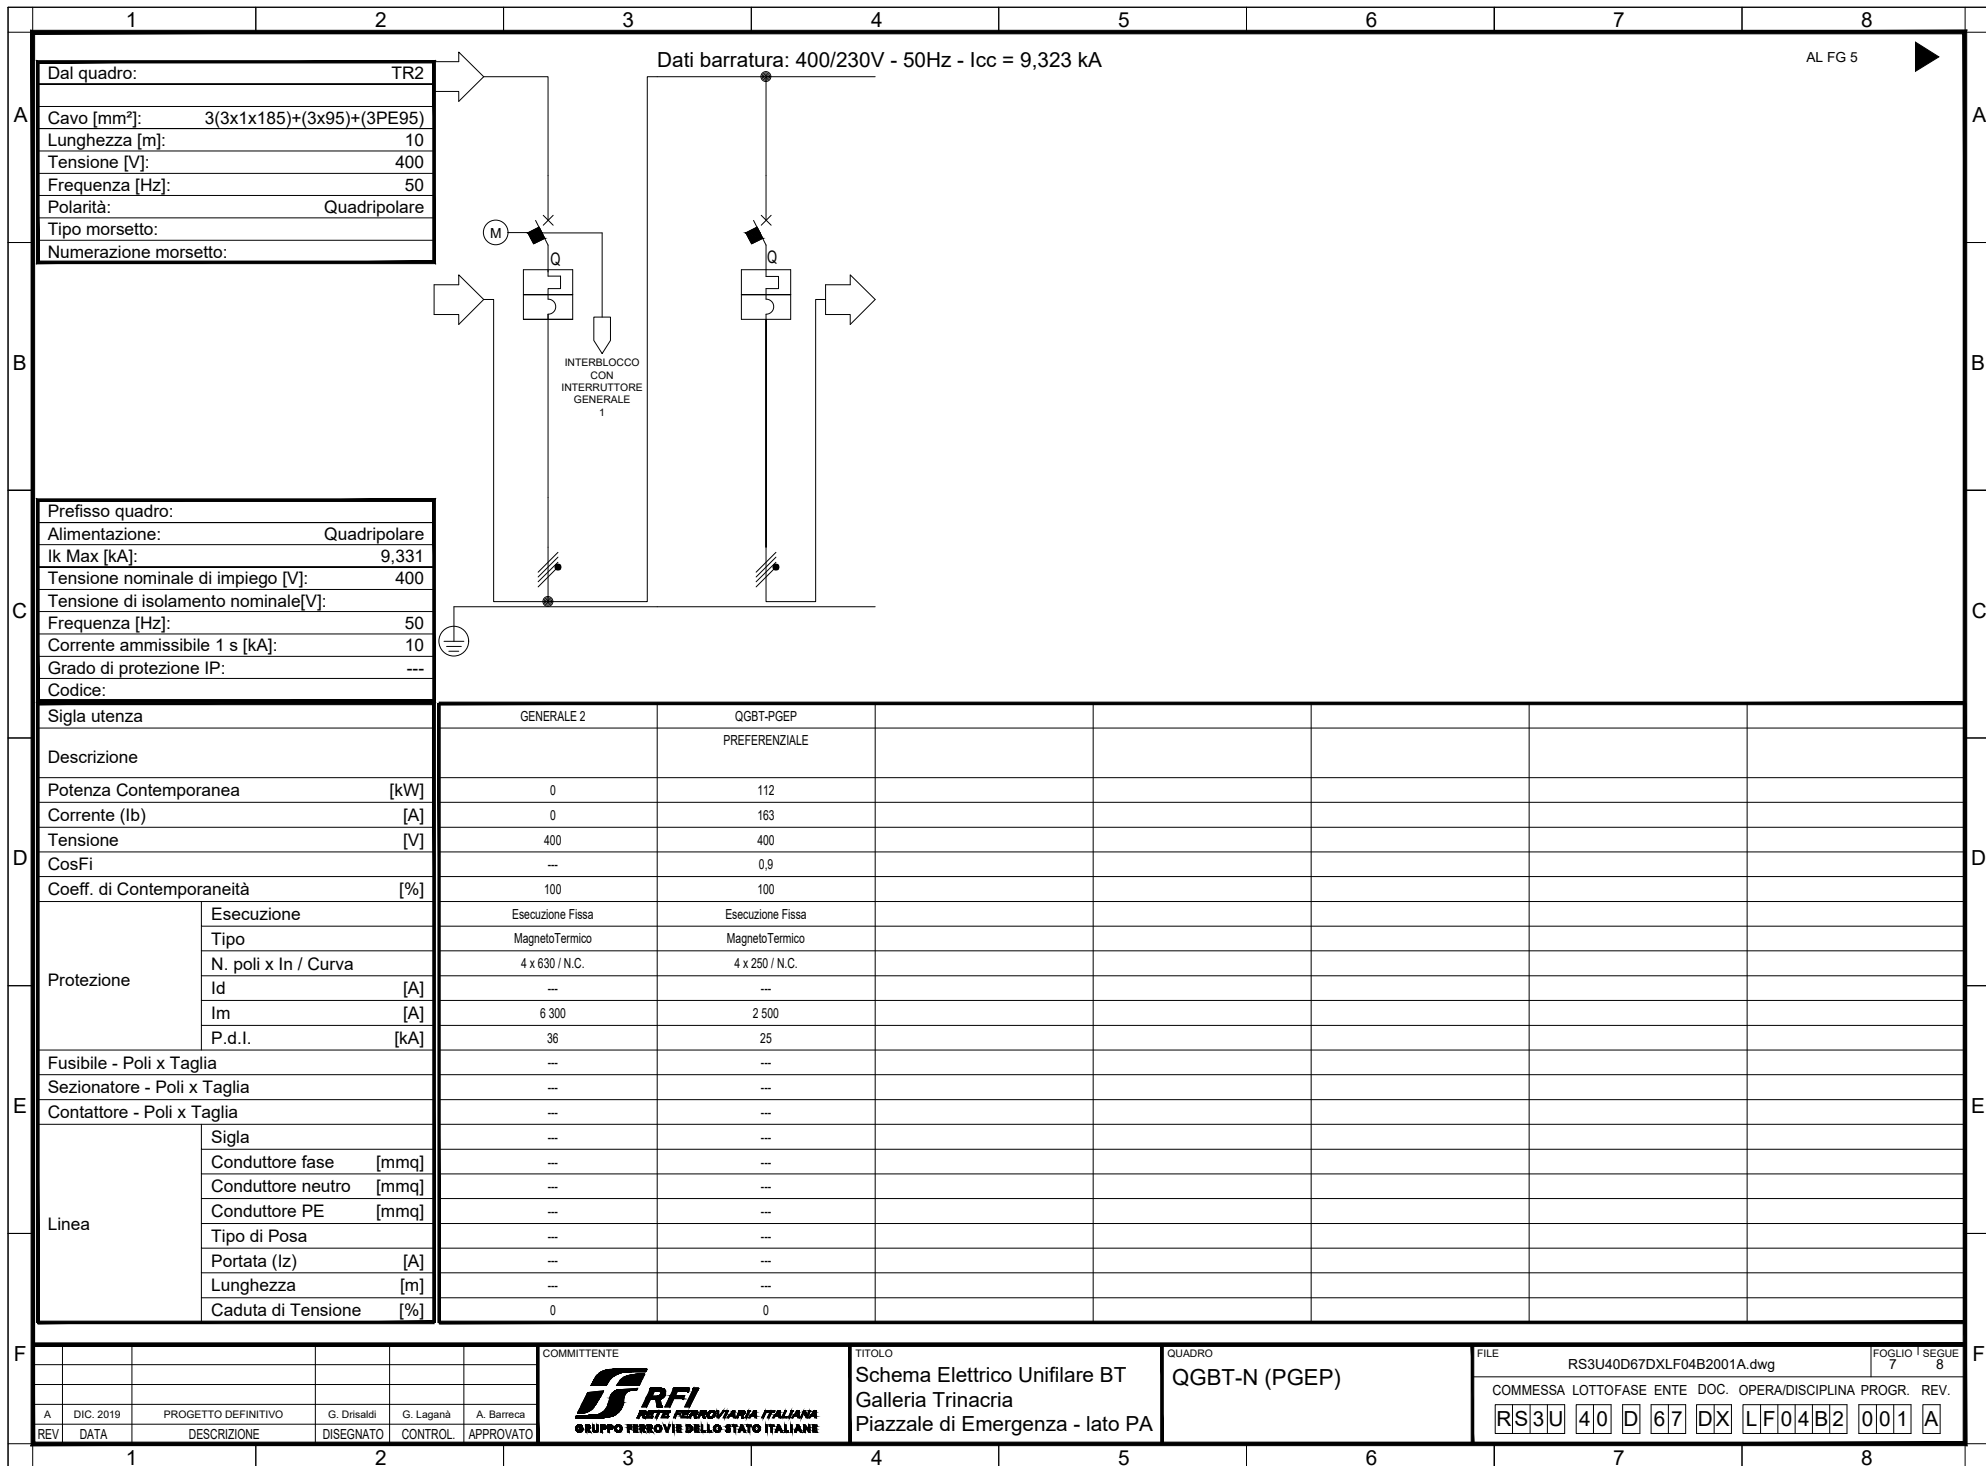 1 2 3 4 5 6 7 8
Dati barratura: 400/230V - 50Hz - Icc = 9,323 kA
AL FG 5
A A
B B
C C
D D
E E
F F
Dal quadro: TR2
Cavo [mm²]: 3(3x1x185)+(3x95)+(3PE95)
Lunghezza [m]: 10
Tensione [V]: 400
Frequenza [Hz]: 50
Polarità: Quadripolare
Tipo morsetto:
Numerazione morsetto:
M
Q
Q
INTERBLOCCO
CON
INTERRUTTORE
GENERALE
1
Prefisso quadro:
Alimentazione: Quadripolare
Ik Max [kA]: 9,331
Tensione nominale di impiego [V]: 400
Tensione di isolamento nominale[V]:
Frequenza [Hz]: 50
Corrente ammissibile 1 s [kA]: 10
Grado di protezione IP: ---
Codice:
Sigla utenza GENERALE 2 QGBT-PGEP
Descrizione PREFERENZIALE
Potenza Contemporanea [kW] 0 112
Corrente (Ib) [A] 0 163
Tensione [V] 400 400
CosFi --- 0,9
Coeff. di Contemporaneità [%] 100 100
Protezione
Esecuzione Esecuzione Fissa Esecuzione Fissa
Tipo MagnetoTermico MagnetoTermico
N. poli x In / Curva 4 x 630 / N.C. 4 x 250 / N.C.
Id [A] --- ---
Im [A] 6 300 2 500
P.d.I. [kA] 36 25
Fusibile - Poli x Taglia --- ---
Sezionatore - Poli x Taglia --- ---
Contattore - Poli x Taglia --- ---
Linea
Sigla --- ---
Conduttore fase [mmq] --- ---
Conduttore neutro [mmq] --- ---
Conduttore PE [mmq] --- ---
Tipo di Posa --- ---
Portata (Iz) [A] --- ---
Lunghezza [m] --- ---
Caduta di Tensione [%] 0 0
A DIC. 2019 PROGETTO DEFINITIVO G. Drisaldi G. Laganà A. Barreca
REV DATA DESCRIZIONE DISEGNATO CONTROL. APPROVATO
COMMITTENTE
RFI
RETE FERROVIARIA ITALIANA
GRUPPO FERROVIE DELLO STATO ITALIANE
TITOLO
Schema Elettrico Unifilare BT
Galleria Trinacria
Piazzale di Emergenza - lato PA
QUADRO
QGBT-N (PGEP)
FILE
RS3U40D67DXLF04B2001A.dwg
FOGLIO SEGUE
7 8
COMMESSA LOTTO FASE ENTE DOC. OPERA/DISCIPLINA PROGR. REV.
RS3U 40 D 67 DX LF04B2 001 A
1 2 3 4 5 6 7 8